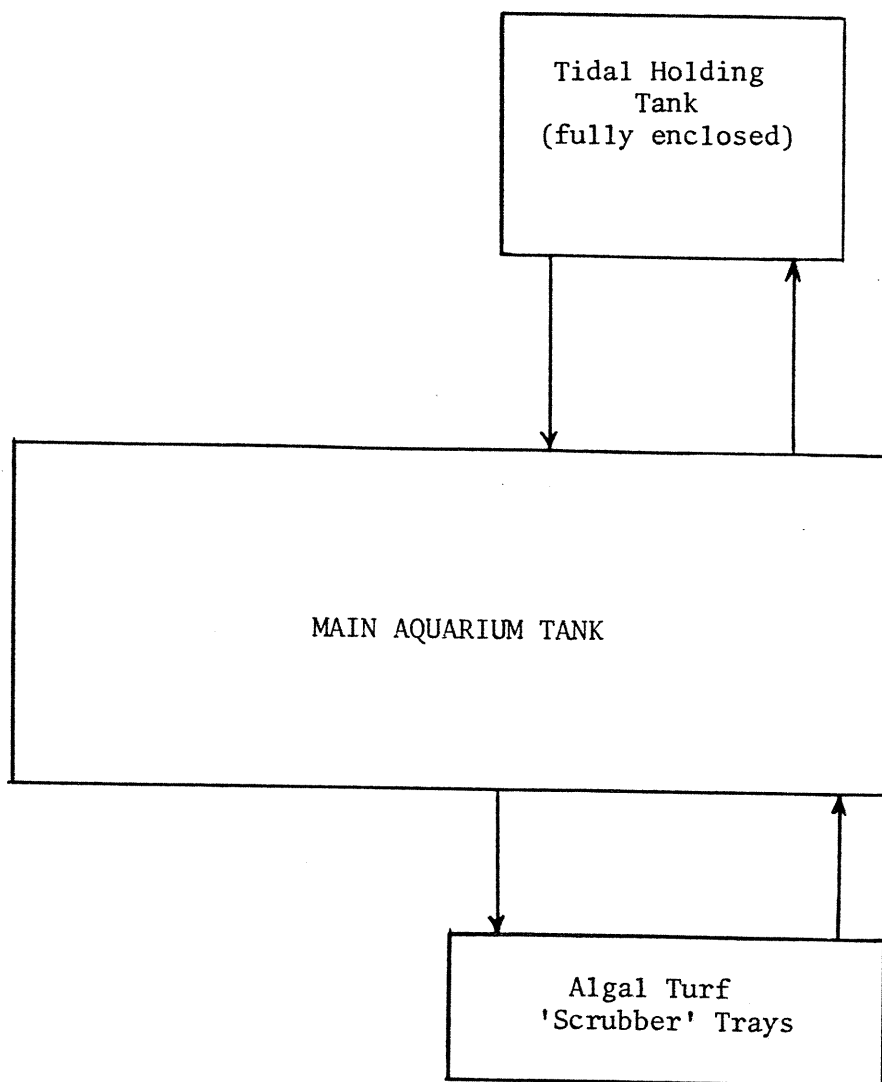 Tidal Holding
Tank
(fully enclosed)
MAIN AQUARIUM TANK
Algal Turf
'Scrubber' Trays